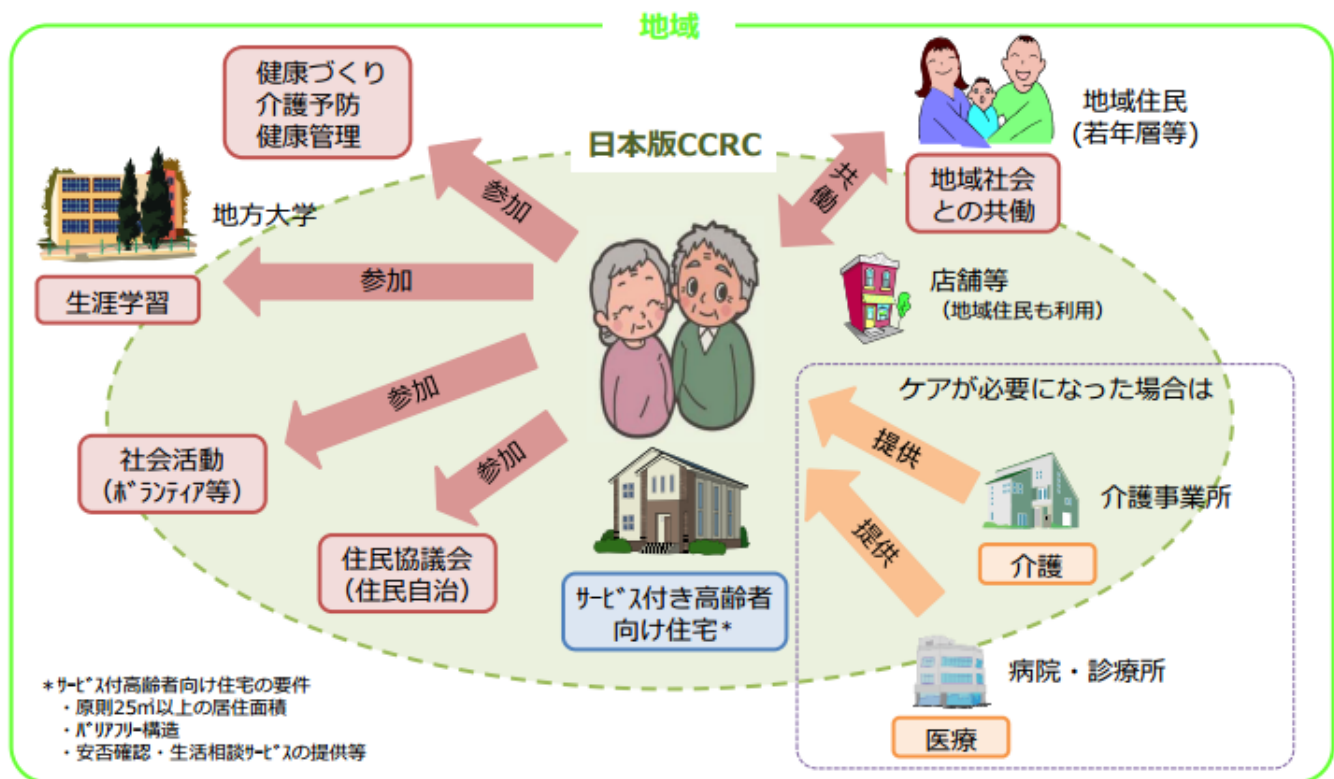 地域
健康づくり
介護予防
健康管理
日本版CCRC
地域住民
(若年層等)
地域社会
との共働
共働
参加
地方大学
生涯学習
参加
店舗等
（地域住民も利用）
参加
社会活動
(ﾎﾞﾗﾝﾃｨｱ等)
参加
住民協議会
（住民自治）
ｻｰﾋﾞｽ付き高齢者
向け住宅*
ケアが必要になった場合は
提供
介護事業所
介護
提供
病院・診療所
医療
*ｻｰﾋﾞｽ付高齢者向け住宅の要件
・原則25㎡以上の居住面積
・ﾊﾞﾘｱﾌﾘｰ構造
・安否確認・生活相談ｻｰﾋﾞｽの提供等